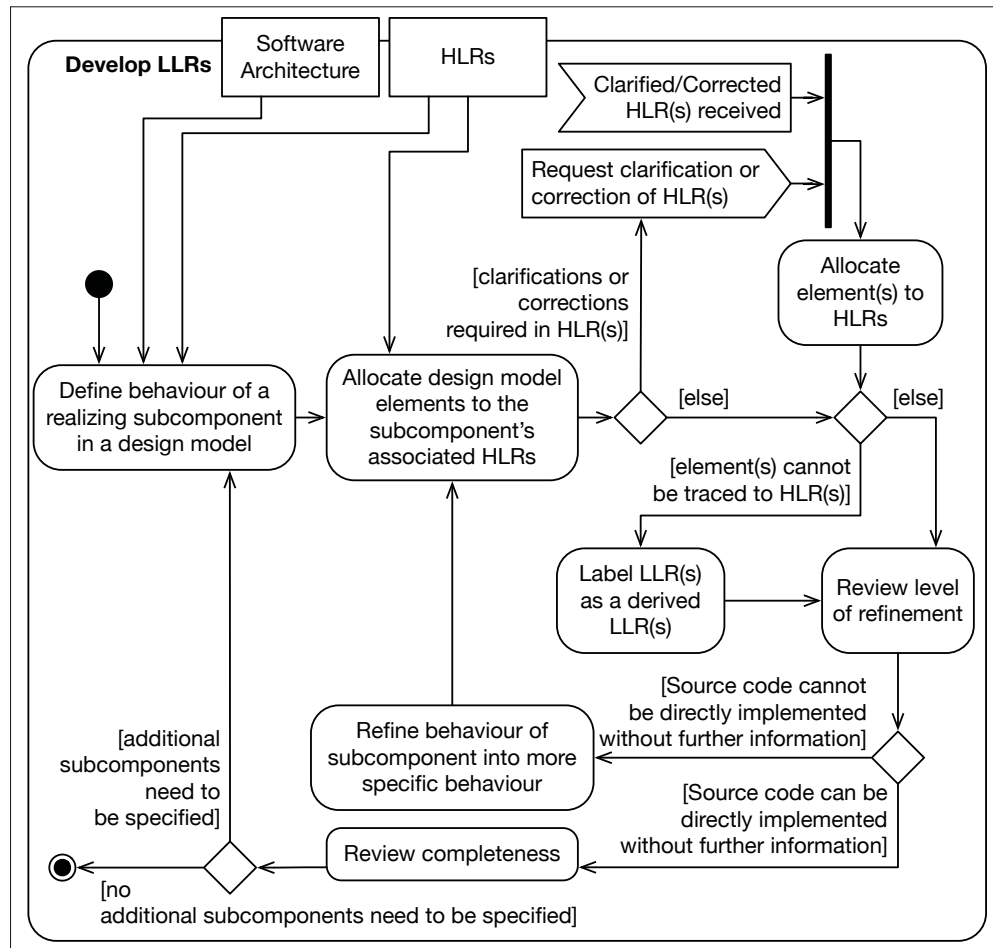 Develop LLRs
Software
Architecture
HLRs
Clarified/Corrected
HLR(s) received
Request clarification or
correction of HLR(s)
[clarifications or
corrections
required in HLR(s)]
Allocate
element(s) to
HLRs
Define behaviour of a
realizing subcomponent
in a design model
Allocate design model
elements to the
subcomponent's
associated HLRs
[else]
[else]
[element(s) cannot
be traced to HLR(s)]
Label LLR(s)
as a derived
LLR(s)
Review level
of refinement
[Source code cannot
be directly implemented
without further information]
Refine behaviour of
subcomponent into more
specific behaviour
[additional
subcomponents
need to
be specified]
[Source code can be
directly implemented
without further information]
Review completeness
[no
additional subcomponents need to be specified]